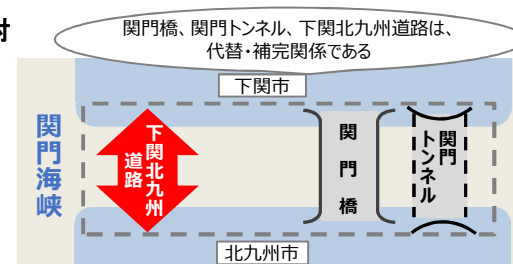 対
関門橋、関門トンネル、下関北九州道路は、
代替・補完関係である
下関市
関門海峡
下関北九州
道路
関門橋
関門
トンネル
北九州市